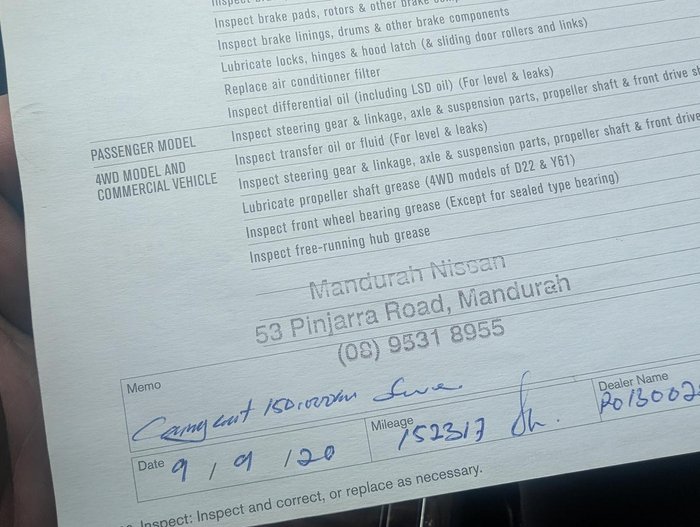 Inspect brake pads, rotors & other brake
Inspect brake linings, drums & other brake components
Lubricate locks, hinges & hood latch (& sliding door rollers and links)
Replace air conditioner filter
Inspect differential oil (including LSD oil) (For level & leaks)
PASSENGER MODEL Inspect steering gear & linkage, axle & suspension parts, propeller shaft & front drive sh
4WD MODEL AND Inspect transfer oil or fluid (For level & leaks)
COMMERCIAL VEHICLE Inspect steering gear & linkage, axle & suspension parts, propeller shaft & front drive
Lubricate propeller shaft grease (4WD models of D22 & Y61)
Inspect front wheel bearing grease (Except for sealed type bearing)
Inspect free-running hub grease
Mandurah Nissan
53 Pinjarra Road, Mandurah
(08) 9531 8955
Memo
out 150,000km
Date 9 / 9 / 20 Mileage 152317 Dealer Name
Inspect: Inspect and correct, or replace as necessary.